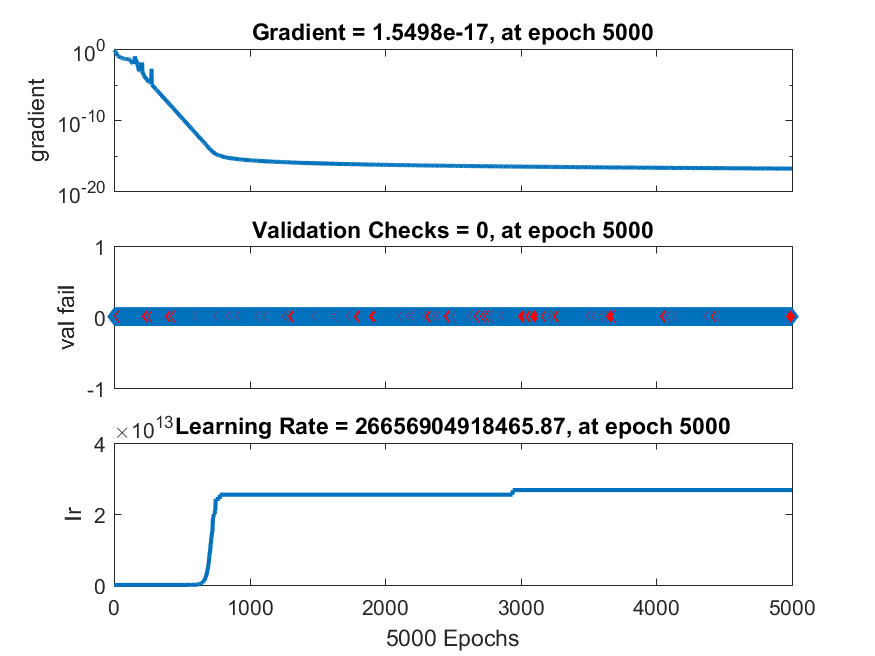 Gradient = 1.5498e-17, at epoch 5000
10^0
10^-10
10^-20
gradient
Validation Checks = 0, at epoch 5000
1
0
-1
val fail
×10^13 Learning Rate = 26656904918465.87, at epoch 5000
4
2
0
lr
0 1000 2000 3000 4000 5000
5000 Epochs